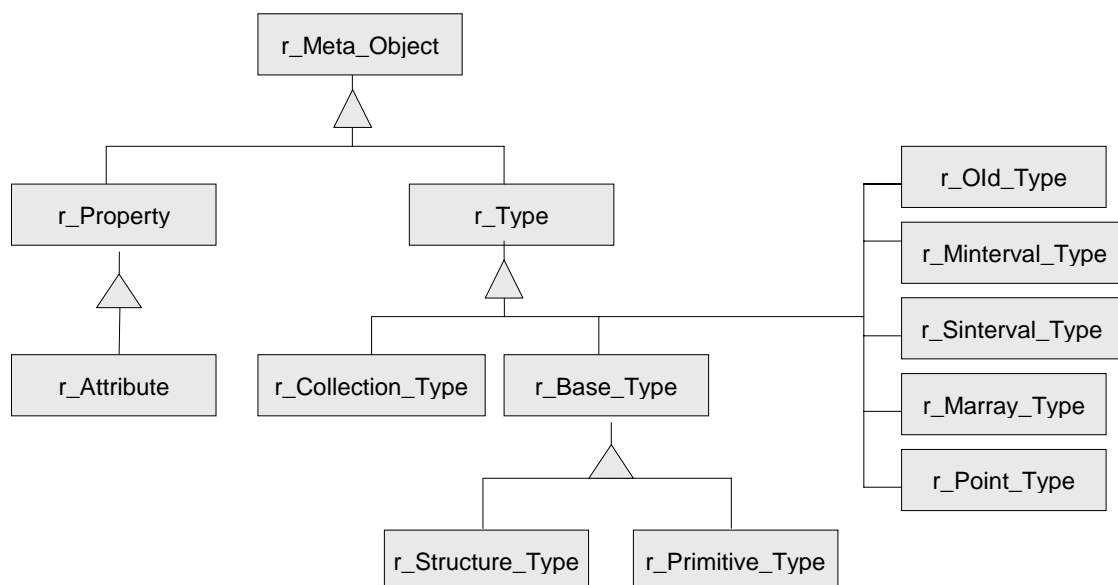 r_Meta_Object
r_Property
r_Type
r_OId_Type
r_Minterval_Type
r_Sinterval_Type
r_Attribute
r_Collection_Type
r_Base_Type
r_Marray_Type
r_Point_Type
r_Structure_Type
r_Primitive_Type